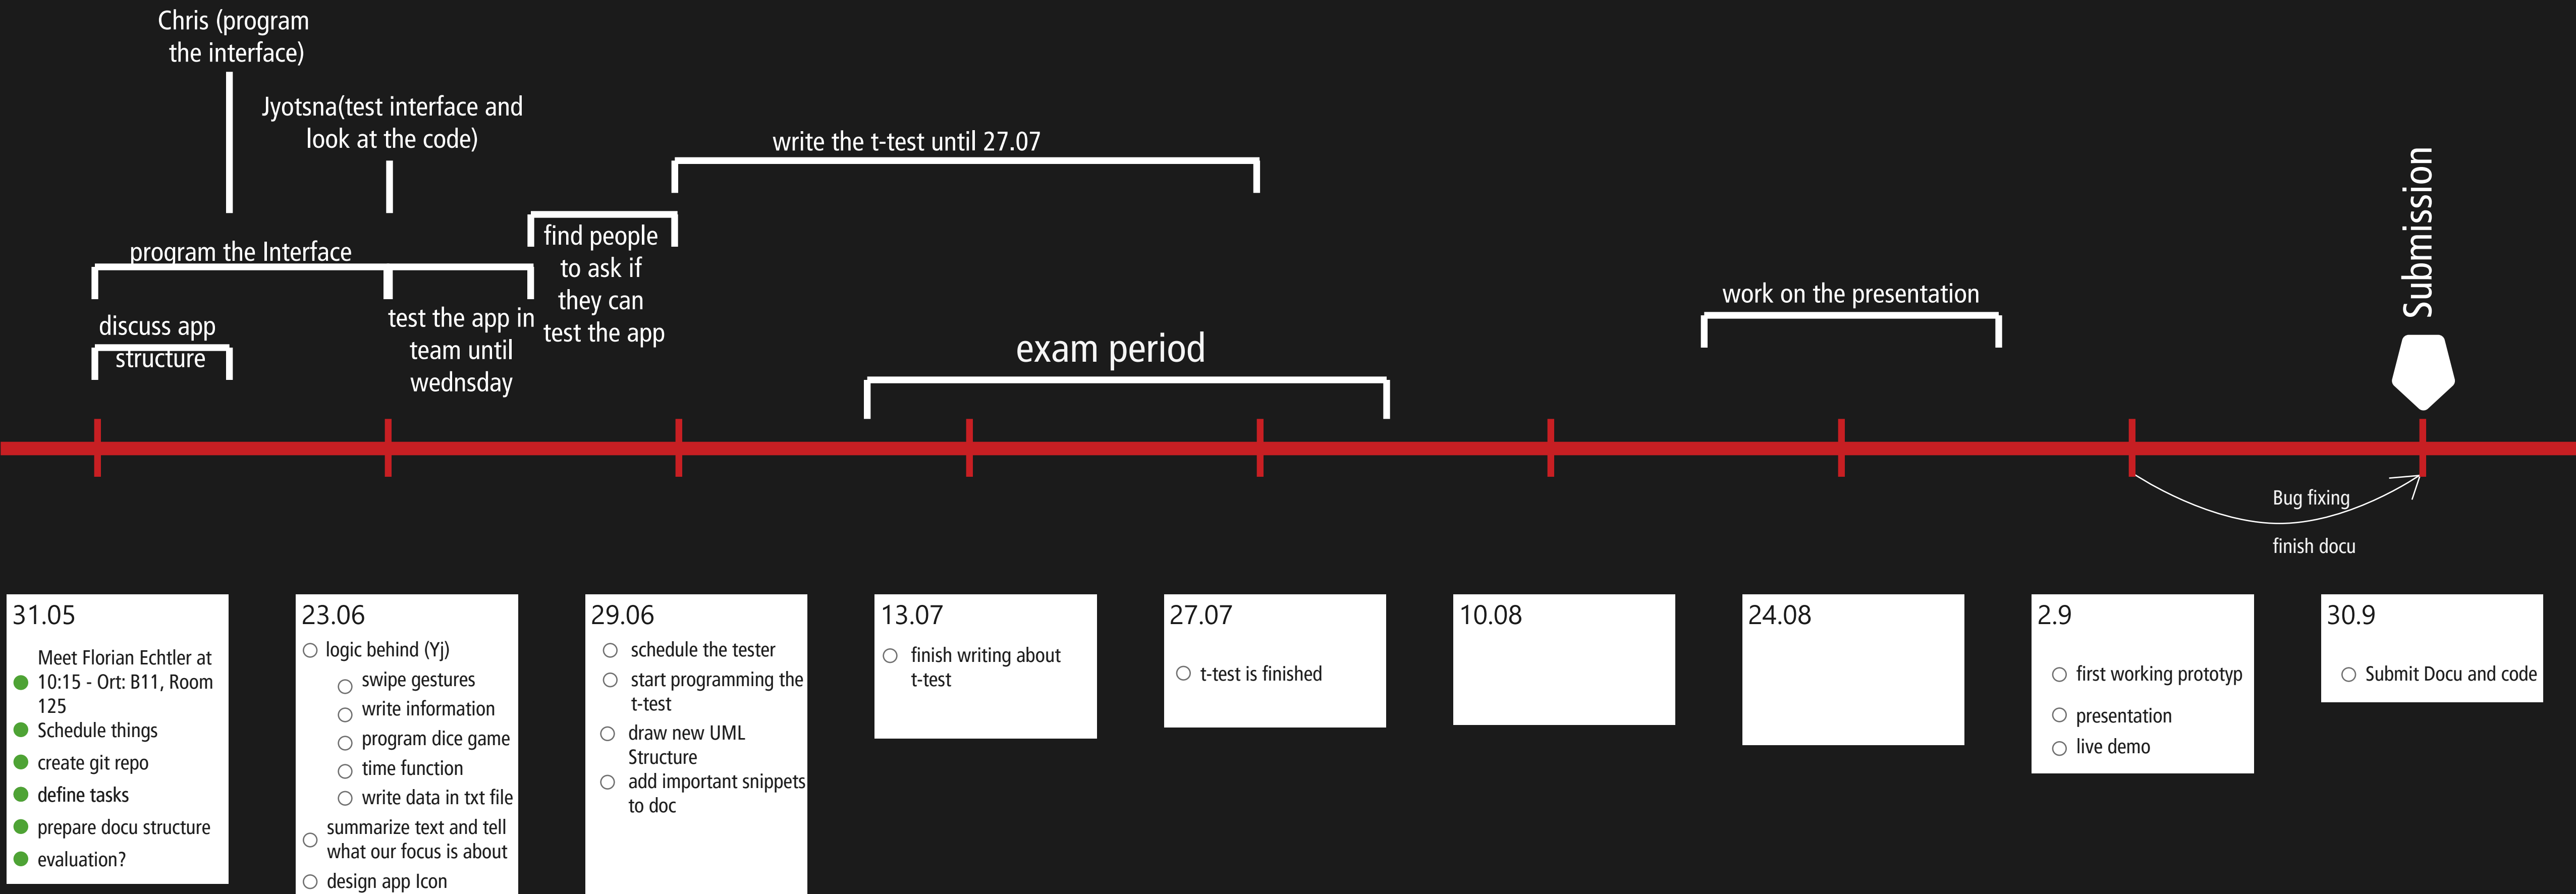 Chris (program
the interface)
Jyotsna(test interface and
look at the code)
write the t-test until 27.07
program the Interface
find people
to ask if
they can
test the app
discuss app
structure
test the app in
team until
wednsday
exam period
work on the presentation
Submission
Bug fixing
finish docu
31.05
Meet Florian Echtler at
10:15 - Ort: B11, Room
125
Schedule things
create git repo
define tasks
prepare docu structure
evaluation?
23.06
logic behind (Yj)
swipe gestures
write information
program dice game
time function
write data in txt file
summarize text and tell
what our focus is about
design app Icon
29.06
schedule the tester
start programming the
t-test
draw new UML
Structure
add important snippets
to doc
13.07
finish writing about
t-test
27.07
t-test is finished
10.08
24.08
2.9
first working prototyp
presentation
live demo
30.9
Submit Docu and code